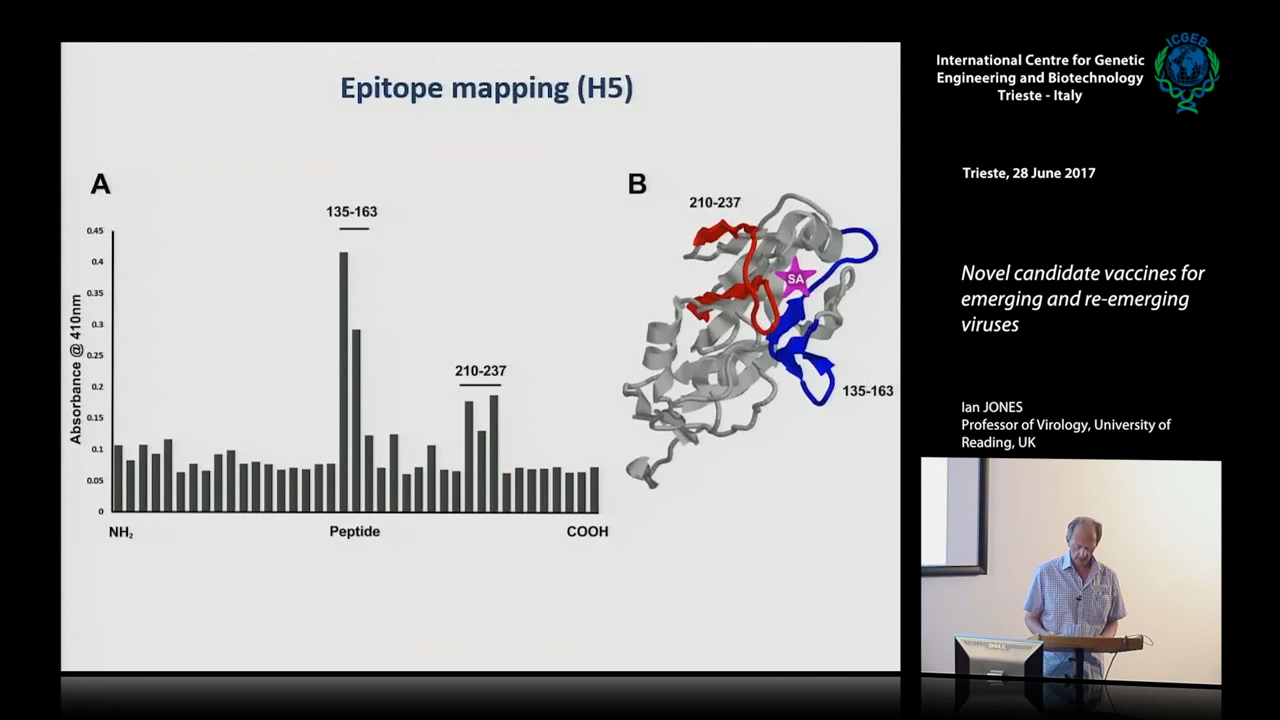 Epitope mapping (H5)
A
135-163
0.45
0.4
0.35
0.3
0.25
0.2
0.15
0.1
0.05
0
Absorbance @ 410nm
210-237
NH₂
Peptide
COOH
B
210-237
SA
135-163
International Centre for Genetic
Engineering and Biotechnology
Trieste - Italy
ICGEB
Trieste, 28 June 2017
Novel candidate vaccines for
emerging and re-emerging
viruses
Ian JONES
Professor of Virology, University of
Reading, UK